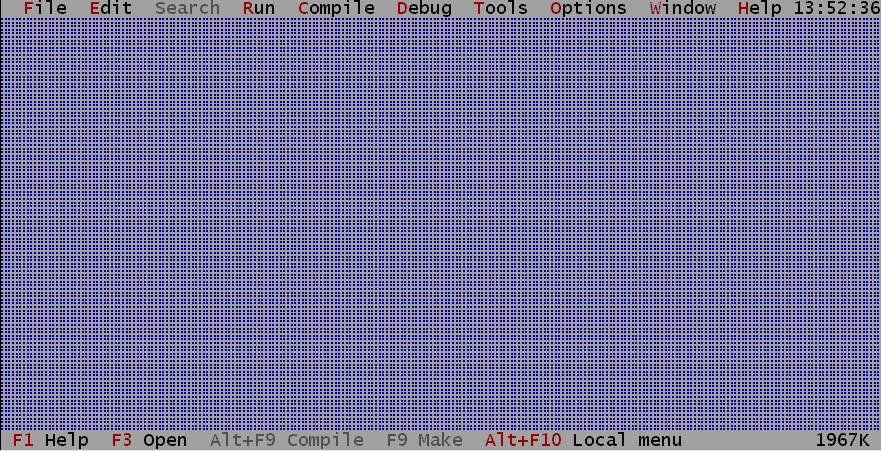 File Edit Search Run Compile Debug Tools Options Window Help 13:52:36
F1 Help F3 Open Alt+F9 Compile F9 Make Alt+F10 Local menu 1967K